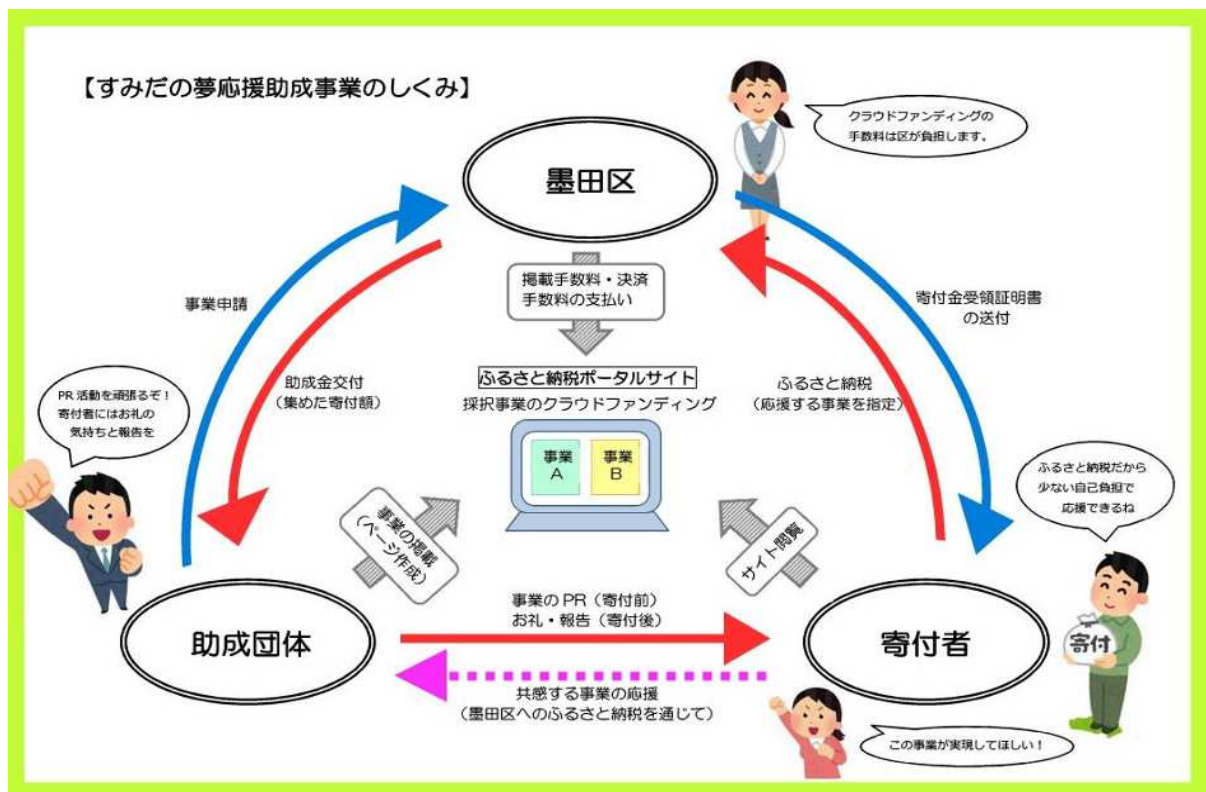 【すみだの夢応援助成事業のしくみ】
クラウドファンディングの
手数料は区が負担します。
墨田区
掲載手数料・決済
手数料の支払い
事業申請
寄付金受領証明書
の送付
助成金交付
（集めた寄付額）
ふるさと納税ポータルサイト
採択事業のクラウドファンディング
ふるさと納税
（応援する事業を指定）
PR 活動を頑張るぞ！
寄付者にはお礼の
気持ちと報告を
事業
A
事業
B
ふるさと納税だから
少ない自己負担で
応援できるね
事業の掲載
（ページ作成）
サイト閲覧
事業の PR（寄付前）
お礼・報告（寄付後）
助成団体
寄付者
寄付
共感する事業の応援
（墨田区へのふるさと納税を通じて）
この事業が実現してほしい！